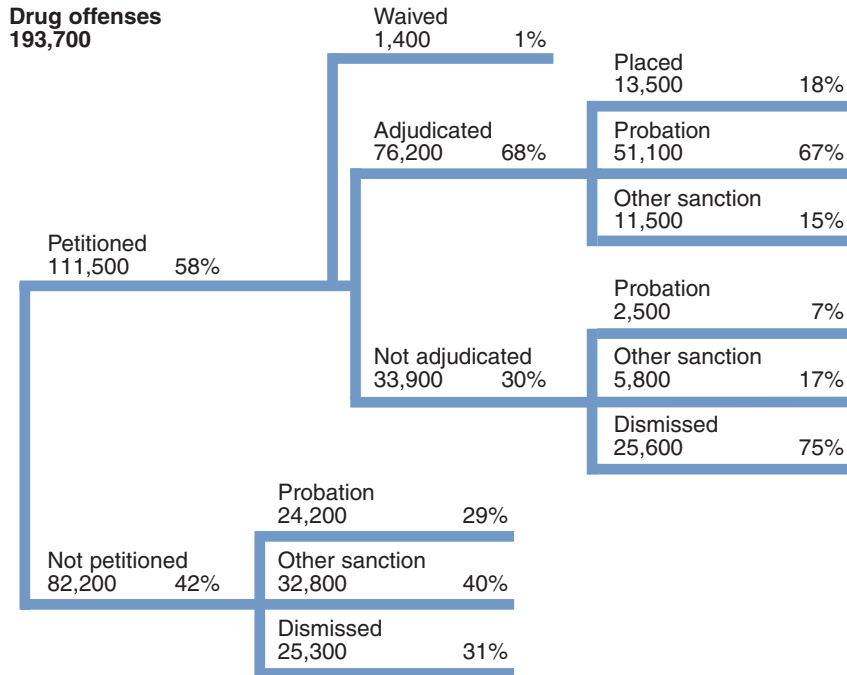 Drug offenses
193,700
Waived
1,400 1%
Placed
13,500 18%
Adjudicated
76,200 68%
Probation
51,100 67%
Other sanction
11,500 15%
Petitioned
111,500 58%
Probation
2,500 7%
Not adjudicated
33,900 30%
Other sanction
5,800 17%
Dismissed
25,600 75%
Probation
24,200 29%
Not petitioned
82,200 42%
Other sanction
32,800 40%
Dismissed
25,300 31%